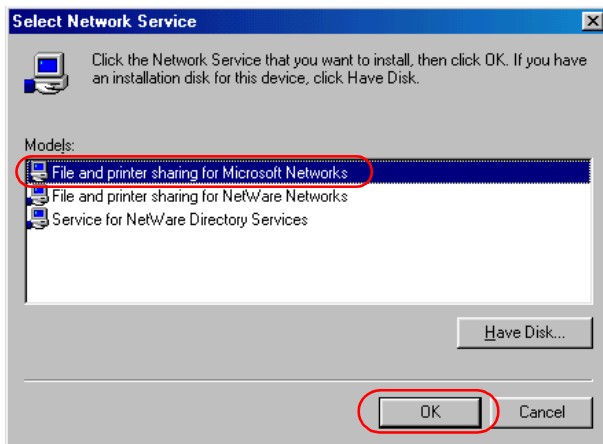 Select Network Service
Click the Network Service that you want to install, then click OK. If you have
an installation disk for this device, click Have Disk.
Models:
File and printer sharing for Microsoft Networks
File and printer sharing for NetWare Networks
Service for NetWare Directory Services
Have Disk...
OK
Cancel